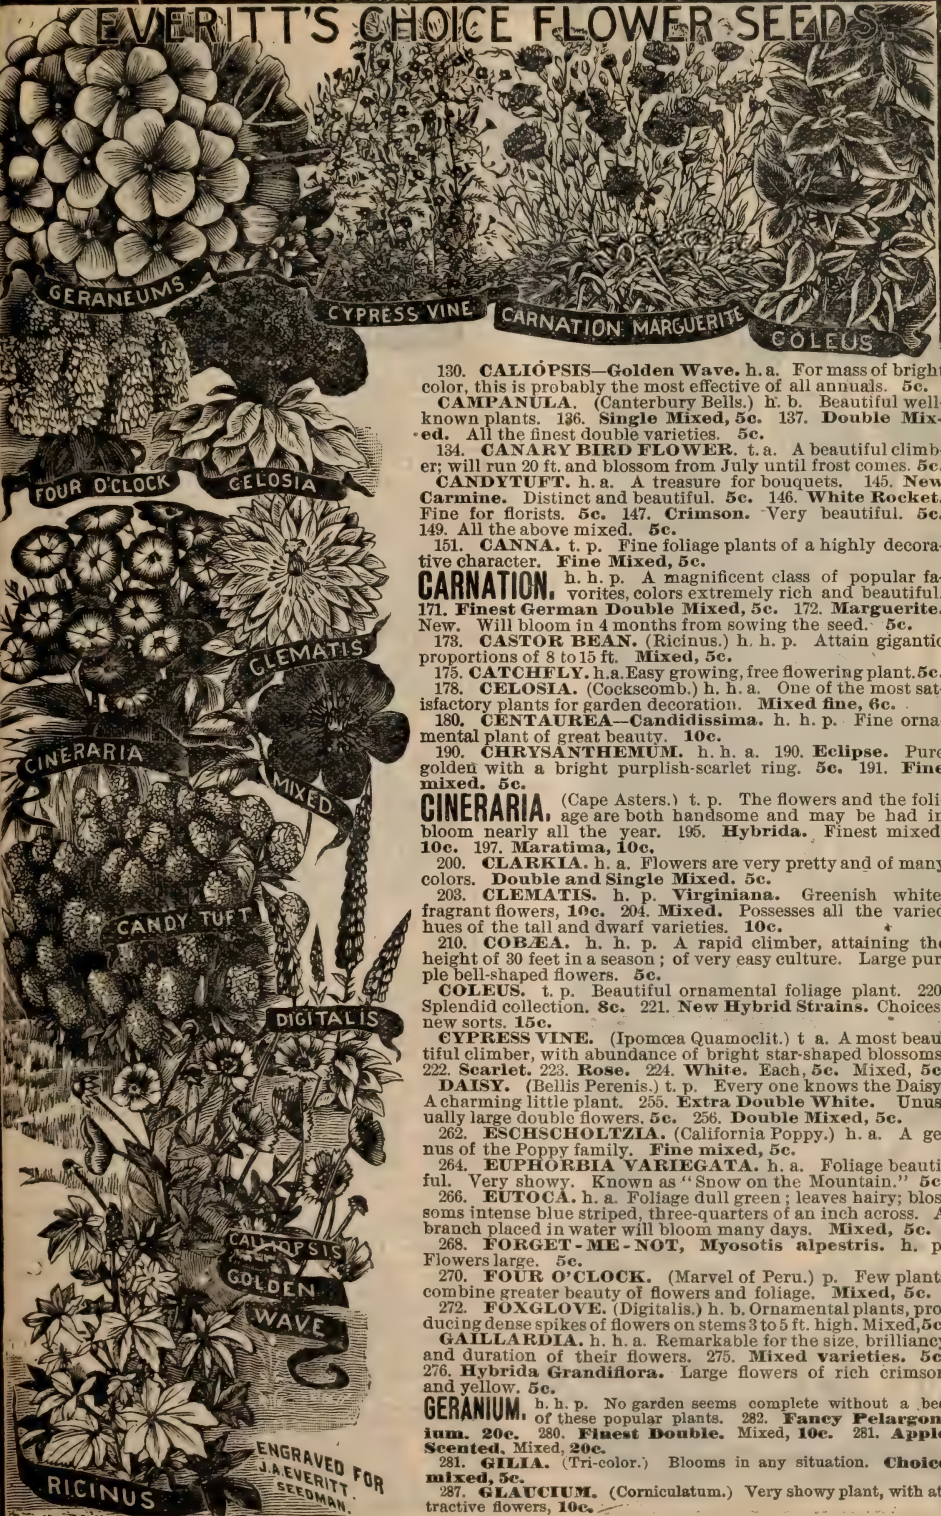 EVERITT'S CHOICE FLOWER SEEDS.
GERANEUMS
CYPRESS VINE
CARNATION MARGUERITE
COLEUS
FOUR O'CLOCK
CELOSIA
CLEMATIS
CINERARIA
MIXED
CANDY TUFT
DIGITALIS
CALLIOPSIS
GOLDEN
WAVE
RICINUS
ENGRAVED FOR
J.A. EVERITT
SEEDMAN.
130. CALIOPSIS—Golden Wave. h. a. For mass of bright
color, this is probably the most effective of all annuals. 5c.
CAMPANULA. (Canterbury Bells.) h. b. Beautiful well-
known plants. 136. Single Mixed, 5c. 137. Double Mix-
ed. All the finest double varieties. 5c.
134. CANARY BIRD FLOWER. t. a. A beautiful climb-
er; will run 20 ft. and blossom from July until frost comes. 5c.
CANDYTUFT. h. a. A treasure for bouquets. 145. New
Carmine. Distinct and beautiful. 5c. 146. White Rocket.
Fine for florists. 5c. 147. Crimson. Very beautiful. 5c.
149. All the above mixed. 5c.
151. CANNA. t. p. Fine foliage plants of a highly decora-
tive character. Fine Mixed, 5c.
CARNATION. h. h. p. A magnificent class of popular fa-
vorites, colors extremely rich and beautiful.
171. Finest German Double Mixed, 5c. 172. Marguerite.
New. Will bloom in 4 months from sowing the seed. 5c.
173. CASTOR BEAN. (Ricinus.) h. h. p. Attain gigantic
proportions of 8 to 15 ft. Mixed, 5c.
175. CATCHFLY. h.a. Easy growing, free flowering plant. 5c.
178. CELOSIA. (Cockscomb.) h. h. a. One of the most sat-
isfactory plants for garden decoration. Mixed fine, 6c.
180. CENTAUREA—Candidissima. h. h. p. Fine orna-
mental plant of great beauty. 10c.
190. CHRYSANTHEMUM. h. h. a. 190. Eclipse. Pure
golden with a bright purplish-scarlet ring. 5c. 191. Fine
mixed. 5c.
CINERARIA. (Cape Asters.) t. p. The flowers and the foli
age are both handsome and may be had in
bloom nearly all the year. 195. Hybrida. Finest mixed
10c. 197. Maratima, 10c.
200. CLARKIA. h. a. Flowers are very pretty and of many
colors. Double and Single Mixed. 5c.
203. CLEMATIS. h. p. Virginiana. Greenish white
fragrant flowers, 10c. 204. Mixed. Possesses all the varied
hues of the tall and dwarf varieties. 10c.
210. COBÆA. h. h. p. A rapid climber, attaining the
height of 30 feet in a season; of very easy culture. Large pur
ple bell-shaped flowers. 5c.
COLEUS. t. p. Beautiful ornamental foliage plant. 220
Splendid collection. 8c. 221. New Hybrid Strains. Choices
new sorts. 15c.
CYPRESS VINE. (Ipomœa Quamoclit.) t a. A most beau
tiful climber, with abundance of bright star-shaped blossoms
222. Scarlet. 223. Rose. 224. White. Each, 5c. Mixed, 5c
DAISY. (Bellis Perenis.) t. p. Every one knows the Daisy
A charming little plant. 255. Extra Double White. Unus
ually large double flowers. 5c. 256. Double Mixed, 5c.
262. ESCHSCHOLTZIA. (California Poppy.) h. a. A ge
nus of the Poppy family. Fine mixed, 5c.
264. EUPHORBIA VARIEGATA. h. a. Foliage beauti
ful. Very showy. Known as "Snow on the Mountain." 5c
266. EUTOCA. h. a. Foliage dull green; leaves hairy; blos
soms intense blue striped, three-quarters of an inch across. A
branch placed in water will bloom many days. Mixed, 5c.
268. FORGET-ME-NOT, Myosotis alpestris. h. p
Flowers large. 5c.
270. FOUR O'CLOCK. (Marvel of Peru.) p. Few plant
combine greater beauty of flowers and foliage. Mixed, 5c.
272. FOXGLOVE. (Digitalis.) h. b. Ornamental plants, pro
ducing dense spikes of flowers on stems 3 to 5 ft. high. Mixed, 5c
GAILLARDIA. h. h. a. Remarkable for the size, brilliancy
and duration of their flowers. 275. Mixed varieties. 5c
276. Hybrida Grandiflora. Large flowers of rich crimson
and yellow. 5c.
GERANIUM. h. h. p. No garden seems complete without a bed
of these popular plants. 282. Fancy Pelargon
ium. 20c. 280. Finest Double. Mixed, 10c. 281. Apple
Scented. Mixed, 20c.
281. GILIA. (Tri-color.) Blooms in any situation. Choice
mixed, 5c.
287. GLAUCIUM. (Corniculatum.) Very showy plant, with at
tractive flowers, 10c.